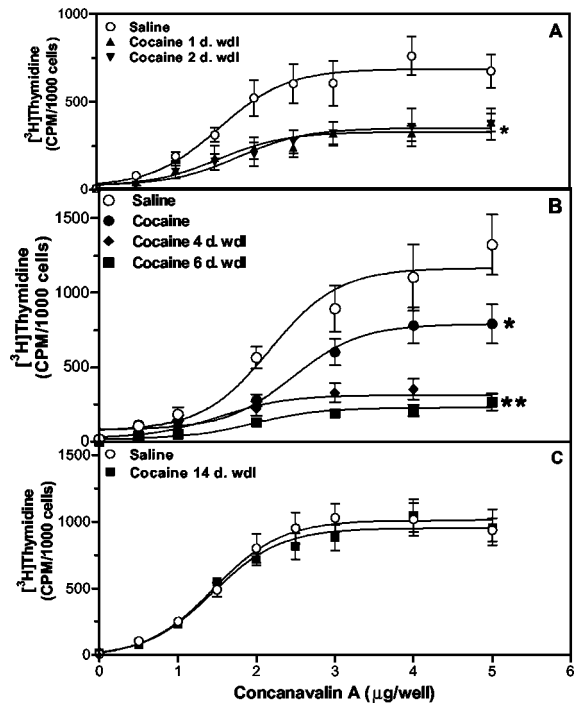 A
Saline
Cocaine 1 d. wdl
Cocaine 2 d. wdl
[³H]Thymidine
(CPM/1000 cells)
1000
500
0
*
B
Saline
Cocaine
Cocaine 4 d. wdl
Cocaine 6 d. wdl
[³H]Thymidine
(CPM/1000 cells)
1500
1000
500
0
*
**
C
Saline
Cocaine 14 d. wdl
[³H]Thymidine
(CPM/1000 cells)
1500
1000
500
0
0 1 2 3 4 5 6
Concanavalin A (μg/well)